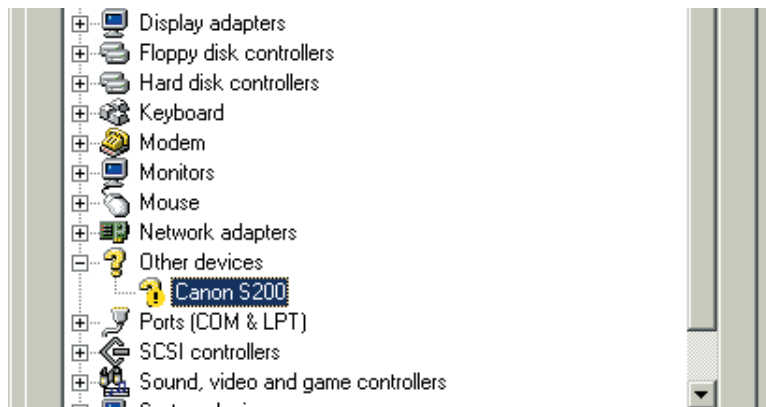 Display adapters
Floppy disk controllers
Hard disk controllers
Keyboard
Modem
Monitors
Mouse
Network adapters
Other devices
Canon S200
Ports (COM & LPT)
SCSI controllers
Sound, video and game controllers